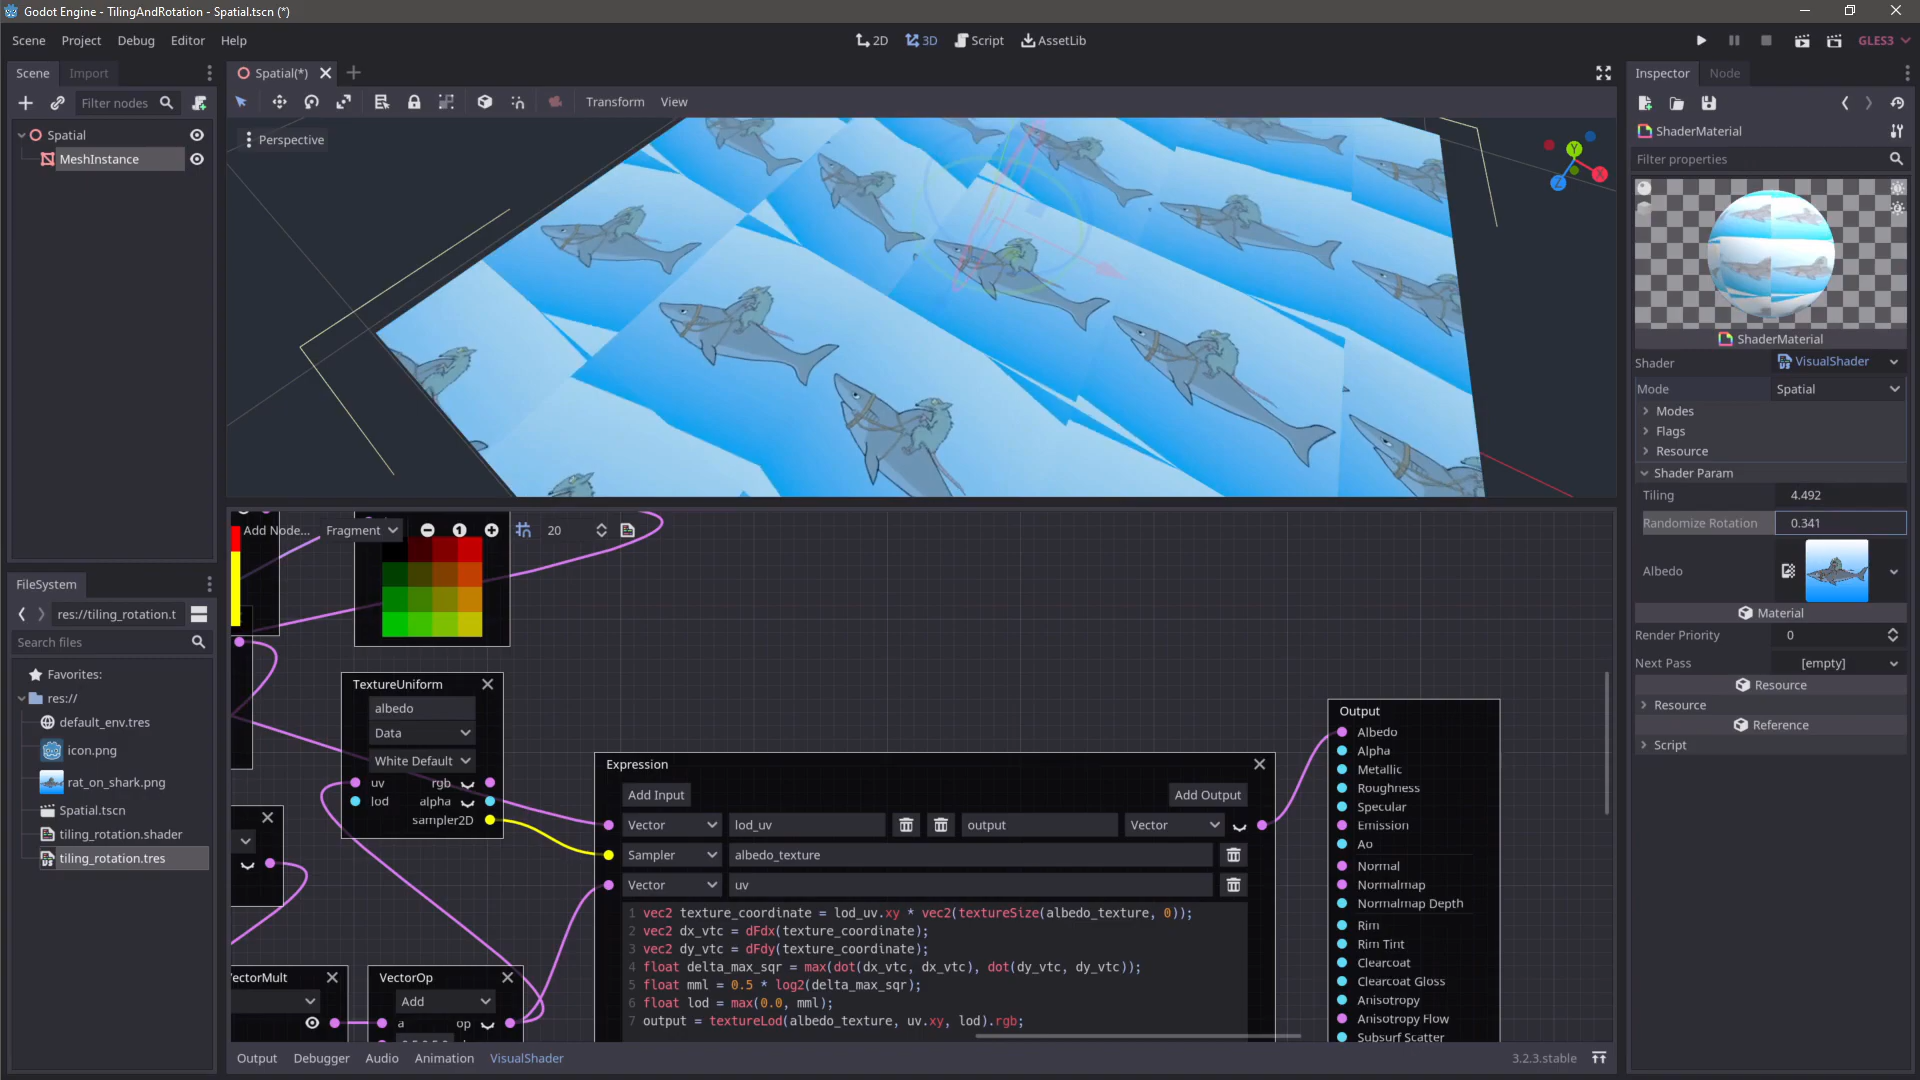 Godot Engine - TilingAndRotation - Spatial.tscn (*)
Scene Project Debug Editor Help
2D 3D Script AssetLib
GLES3
Scene Import
Filter nodes
Spatial
MeshInstance
Spatial(*)
Transform View
Perspective
Y
X
Z
FileSystem
res://tiling_rotation.t
Search files
Favorites:
res://
default_env.tres
icon.png
rat_on_shark.png
Spatial.tscn
tiling_rotation.shader
tiling_rotation.tres
Add Node... Fragment 1 20
TextureUniform
albedo
Data
White Default
uv rgb
lod alpha
sampler2D
VectorMult
VectorOp
Add
a op
Expression
Add Input Add Output
Vector lod_uv output Vector
Sampler albedo_texture
Vector uv
1 vec2 texture_coordinate = lod_uv.xy * vec2(textureSize(albedo_texture, 0));
2 vec2 dx_vtc = dFdx(texture_coordinate);
3 vec2 dy_vtc = dFdy(texture_coordinate);
4 float delta_max_sqr = max(dot(dx_vtc, dx_vtc), dot(dy_vtc, dy_vtc));
5 float mml = 0.5 * log2(delta_max_sqr);
6 float lod = max(0.0, mml);
7 output = textureLod(albedo_texture, uv.xy, lod).rgb;
Output
Albedo
Alpha
Metallic
Roughness
Specular
Emission
Ao
Normal
Normalmap
Normalmap Depth
Rim
Rim Tint
Clearcoat
Clearcoat Gloss
Anisotropy
Anisotropy Flow
Subsurf Scatter
Output Debugger Audio Animation VisualShader
3.2.3.stable
Inspector Node
ShaderMaterial
Filter properties
ShaderMaterial
Shader VisualShader
Mode Spatial
Modes
Flags
Resource
Shader Param
Tiling 4.492
Randomize Rotation 0.341
Albedo
Material
Render Priority 0
Next Pass [empty]
Resource
Resource
Reference
Script